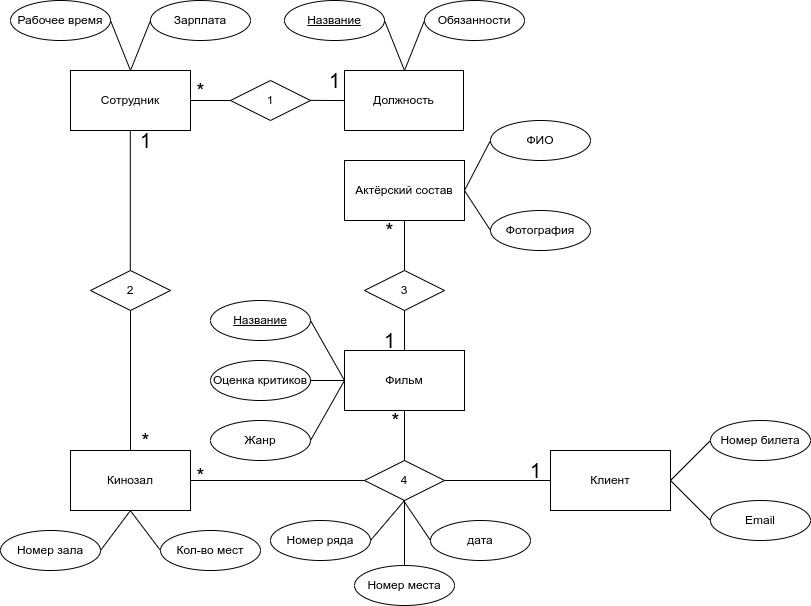 Рабочее время
Зарплата
Название
Обязанности
Сотрудник
*
1
1
Должность
1
ФИО
Актёрский состав
*
Фотография
2
3
Название
1
Оценка критиков
Фильм
*
Жанр
*
Номер билета
Кинозал
*
4
1
Клиент
Номер зала
Кол-во мест
Номер ряда
дата
Email
Номер места